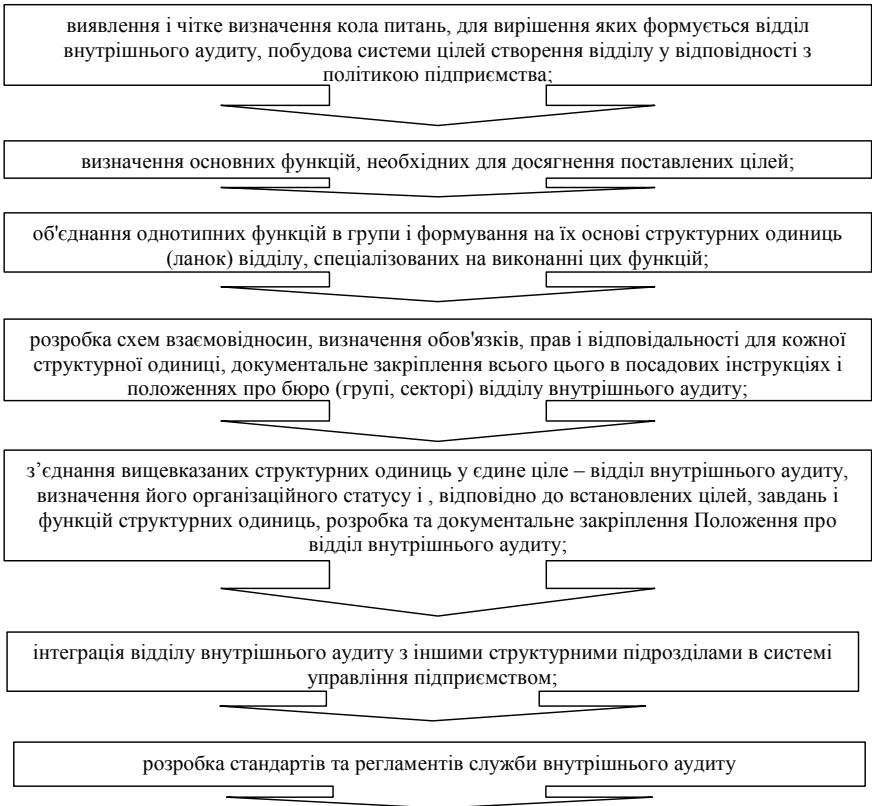 виявлення і чітке визначення кола питань, для вирішення яких формується відділ
внутрішнього аудиту, побудова системи цілей створення відділу у відповідності з
політикою підприємства;
визначення основних функцій, необхідних для досягнення поставлених цілей;
об'єднання однотипних функцій в групи і формування на їх основі структурних одиниць
(ланок) відділу, спеціалізованих на виконанні цих функцій;
розробка схем взаємовідносин, визначення обов'язків, прав і відповідальності для кожної
структурної одиниці, документальне закріплення всього цього в посадових інструкціях і
положеннях про бюро (групі, секторі) відділу внутрішнього аудиту;
з’єднання вищевказаних структурних одиниць у єдине ціле – відділ внутрішнього аудиту,
визначення його організаційного статусу і , відповідно до встановлених цілей, завдань і
функцій структурних одиниць, розробка та документальне закріплення Положення про
відділ внутрішнього аудиту;
інтеграція відділу внутрішнього аудиту з іншими структурними підрозділами в системі
управління підприємством;
розробка стандартів та регламентів служби внутрішнього аудиту